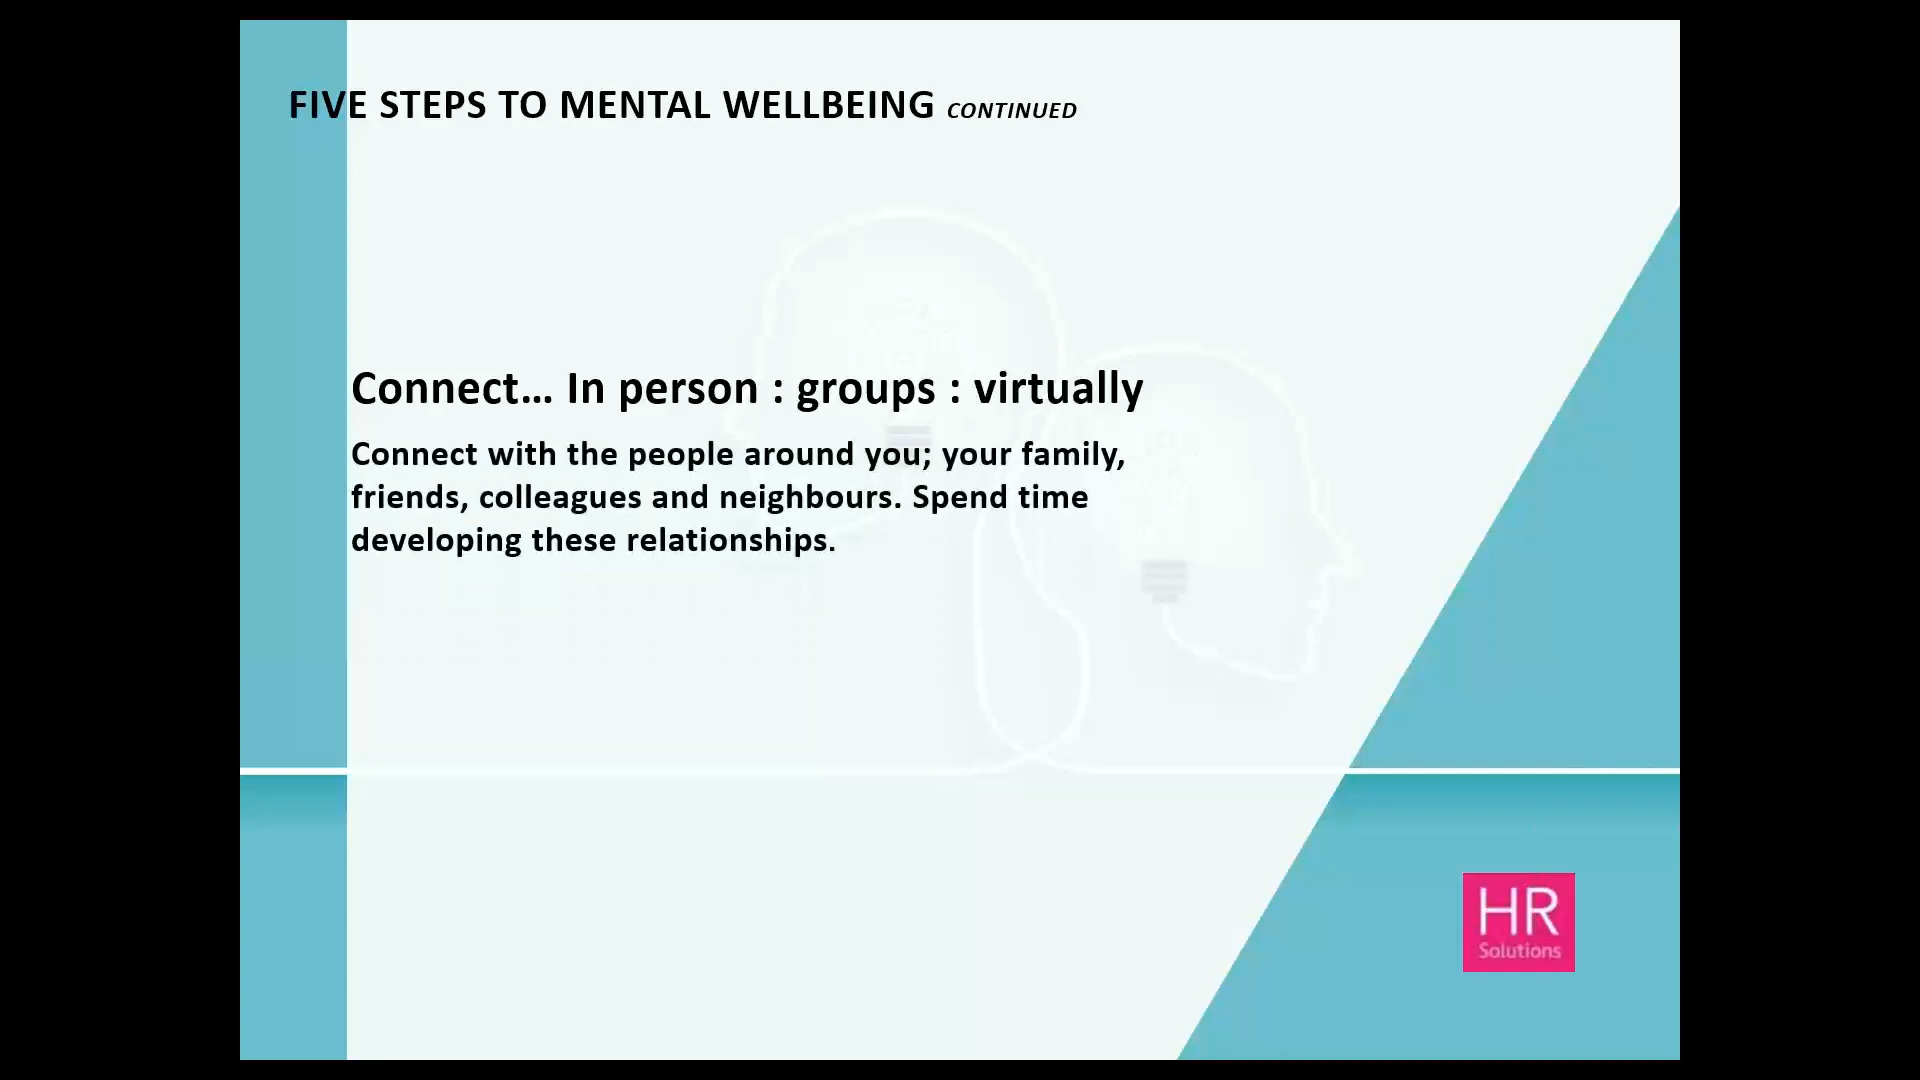 FIVE STEPS TO MENTAL WELLBEING CONTINUED
Connect... In person : groups : virtually
Connect with the people around you; your family,
friends, colleagues and neighbours. Spend time
developing these relationships.
HR
Solutions